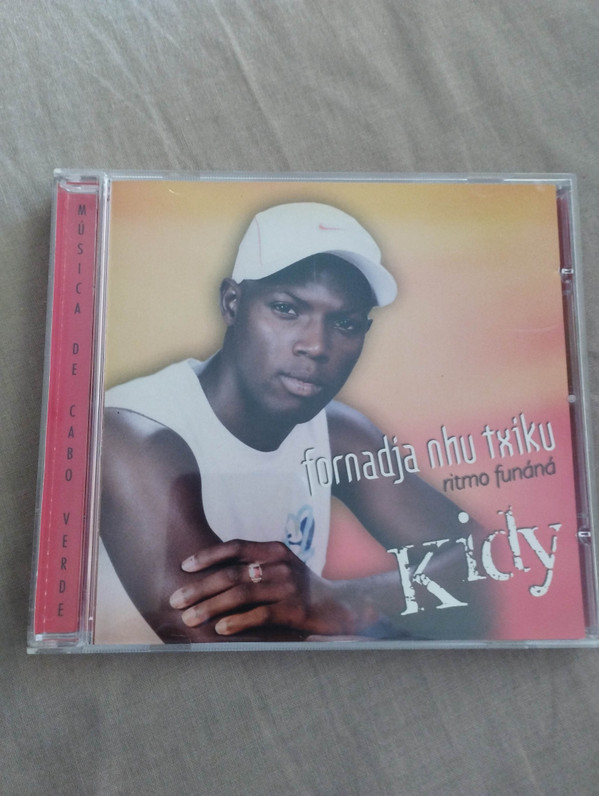 MÚSICA DE CABO VERDE
fornadja nhu txiku
ritmo funáná
Kidy